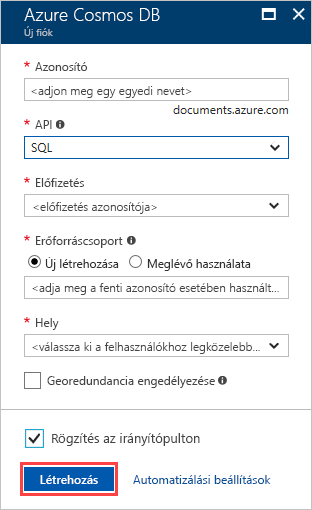 Azure Cosmos DB
Új fiók
* Azonosító
<adjon meg egy egyedi nevet>
documents.azure.com
* API
SQL
* Előfizetés
<előfizetés azonosítója>
* Erőforráscsoport
Új létrehozása Meglévő használata
<adja meg a fenti azonosító esetében használt...
* Hely
<válassza ki a felhasználókhoz legközelebb...
Georedundancia engedélyezése
Rögzítés az irányítópulton
Létrehozás Automatizálási beállítások